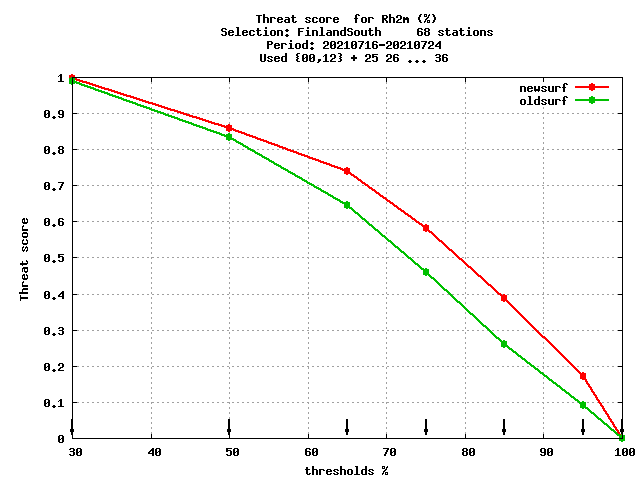 Threat score  for Rh2m (%)
Selection: FinlandSouth     68 stations
Period: 20210716-20210724
Used {00,12} + 25 26 ... 36
newsurf
oldsurf
Threat score
1
0.9
0.8
0.7
0.6
0.5
0.4
0.3
0.2
0.1
0
30 40 50 60 70 80 90 100
thresholds %